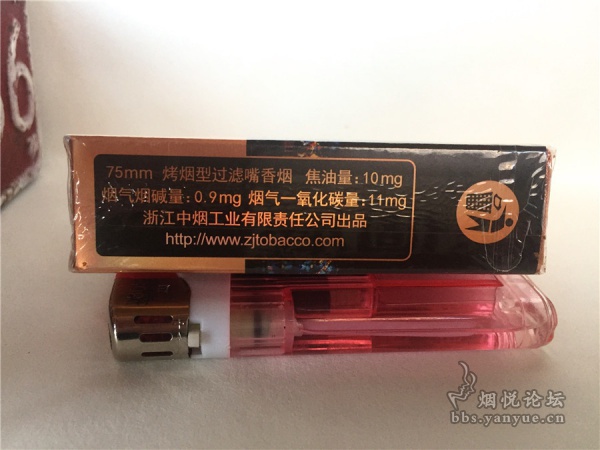 75mm 烤烟型过滤嘴香烟 焦油量:10mg
烟气烟碱量:0.9mg 烟气一氧化碳量:11mg
浙江中烟工业有限责任公司出品
http://www.zjtobacco.com
烟悦论坛
bbs.yanyue.cn